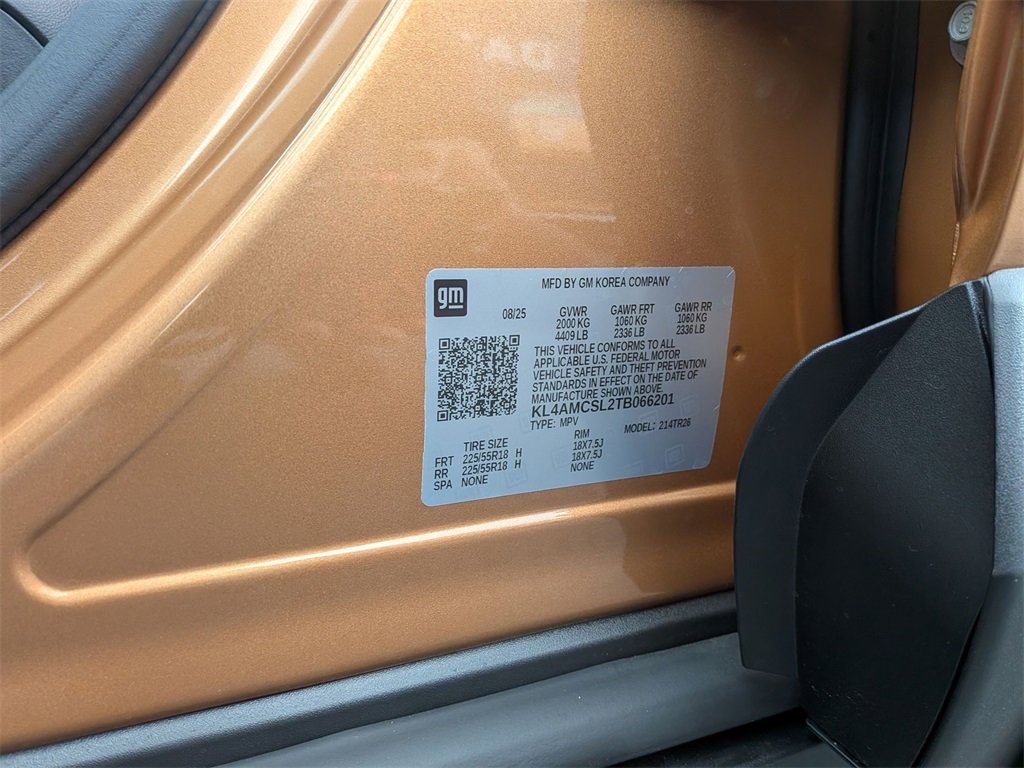 gm
MFD BY GM KOREA COMPANY
08/25 GVWR GAWR FRT GAWR RR
2000 KG 1060 KG 1060 KG
4409 LB 2336 LB 2336 LB
THIS VEHICLE CONFORMS TO ALL
APPLICABLE U.S. FEDERAL MOTOR
VEHICLE SAFETY AND THEFT PREVENTION
STANDARDS IN EFFECT ON THE DATE OF
MANUFACTURE SHOWN ABOVE.
KL4AMCSL2TB066201
TYPE: MPV MODEL: 214TR26
TIRE SIZE RIM
FRT 225/55R18 H 18X7.5J
RR 225/55R18 H 18X7.5J
SPA NONE NONE